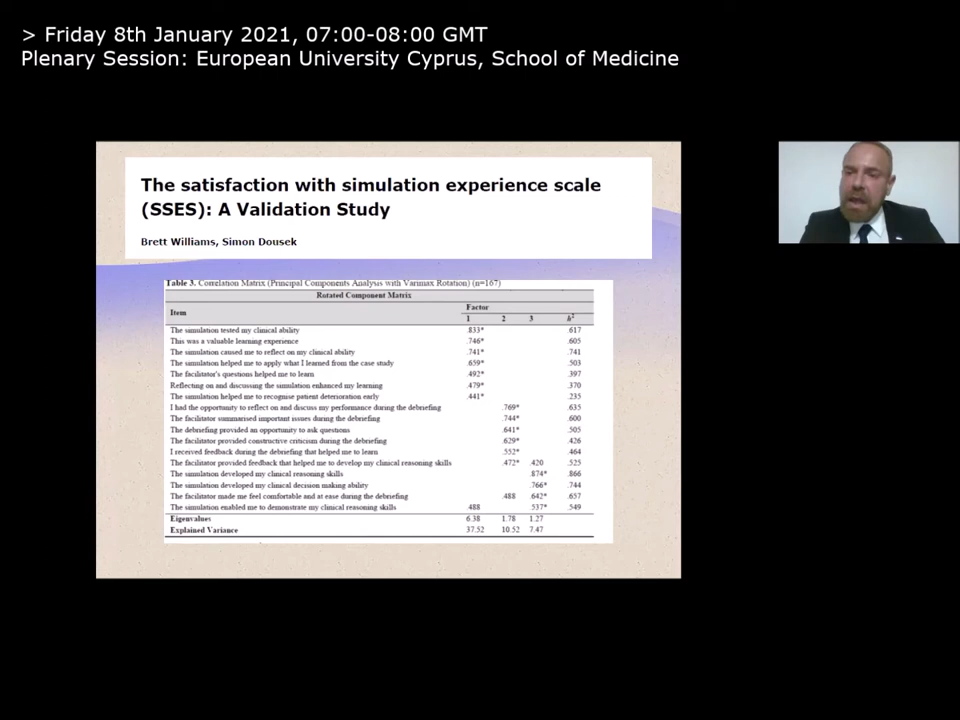 > Friday 8th January 2021, 07:00-08:00 GMT
Plenary Session: European University Cyprus, School of Medicine
The satisfaction with simulation experience scale
(SSES): A Validation Study
Brett Williams, Simon Dousek
Table 3. Correlation Matrix (Principal Components Analysis with Varimax Rotation) (n=167)
Rotated Component Matrix
Item Factor
1 2 3 h²
The simulation tested my clinical ability .833* .617
This was a valuable learning experience .746* .605
The simulation caused me to reflect on my clinical ability .741* .741
The simulation helped me to apply what I learned from the case study .659* .503
The facilitator's questions helped me to learn .492* .397
Reflecting on and discussing the simulation enhanced my learning .479* .370
The simulation helped me to recognise patient deterioration early .441* .235
I had the opportunity to reflect on and discuss my performance during the debriefing .769* .635
The facilitator summarised important issues during the debriefing .744* .600
The debriefing provided an opportunity to ask questions .641* .505
The facilitator provided constructive criticism during the debriefing .629* .426
I received feedback during the debriefing that helped me to learn .552* .464
The facilitator provided feedback that helped me to develop my clinical reasoning skills .472* .420 .525
The simulation developed my clinical reasoning skills .874* .866
The simulation developed my clinical decision making ability .766* .744
The facilitator made me feel comfortable and at ease during the debriefing .488 .642* .657
The simulation enabled me to demonstrate my clinical reasoning skills .488 .537* .549
Eigenvalues 6.38 1.78 1.27
Explained Variance 37.52 10.52 7.47